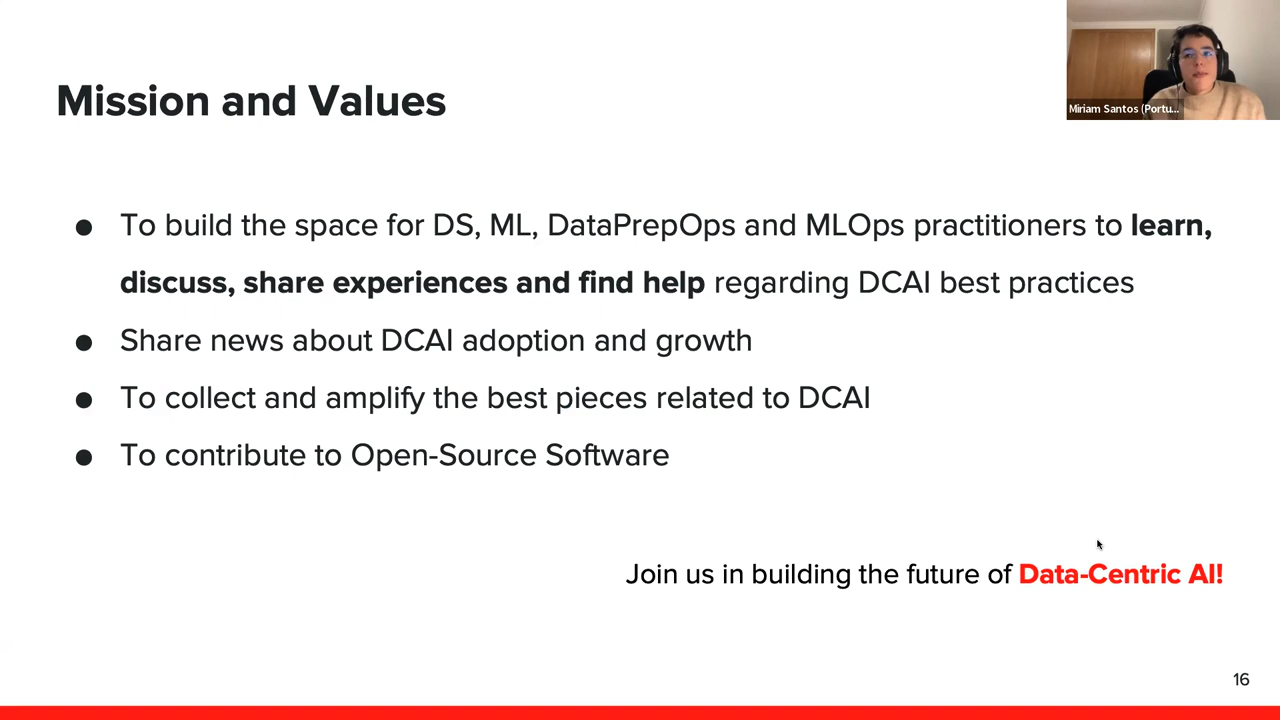 Miriam Santos (Portu...
Mission and Values
● To build the space for DS, ML, DataPrepOps and MLOps practitioners to learn,
discuss, share experiences and find help regarding DCAI best practices
● Share news about DCAI adoption and growth
● To collect and amplify the best pieces related to DCAI
● To contribute to Open-Source Software
Join us in building the future of Data-Centric AI!
16